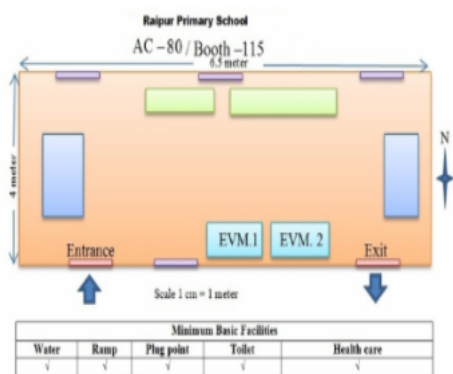 Raipur Primary School
AC -80 / Booth -115
6.5 meter
4 meter
N
EVM.1 EVM. 2
Entrance Exit
Scale 1 cm = 1 meter
Minimum Basic Facilities
Water Ramp Plug point Toilet Health care
√ √ √ √ √